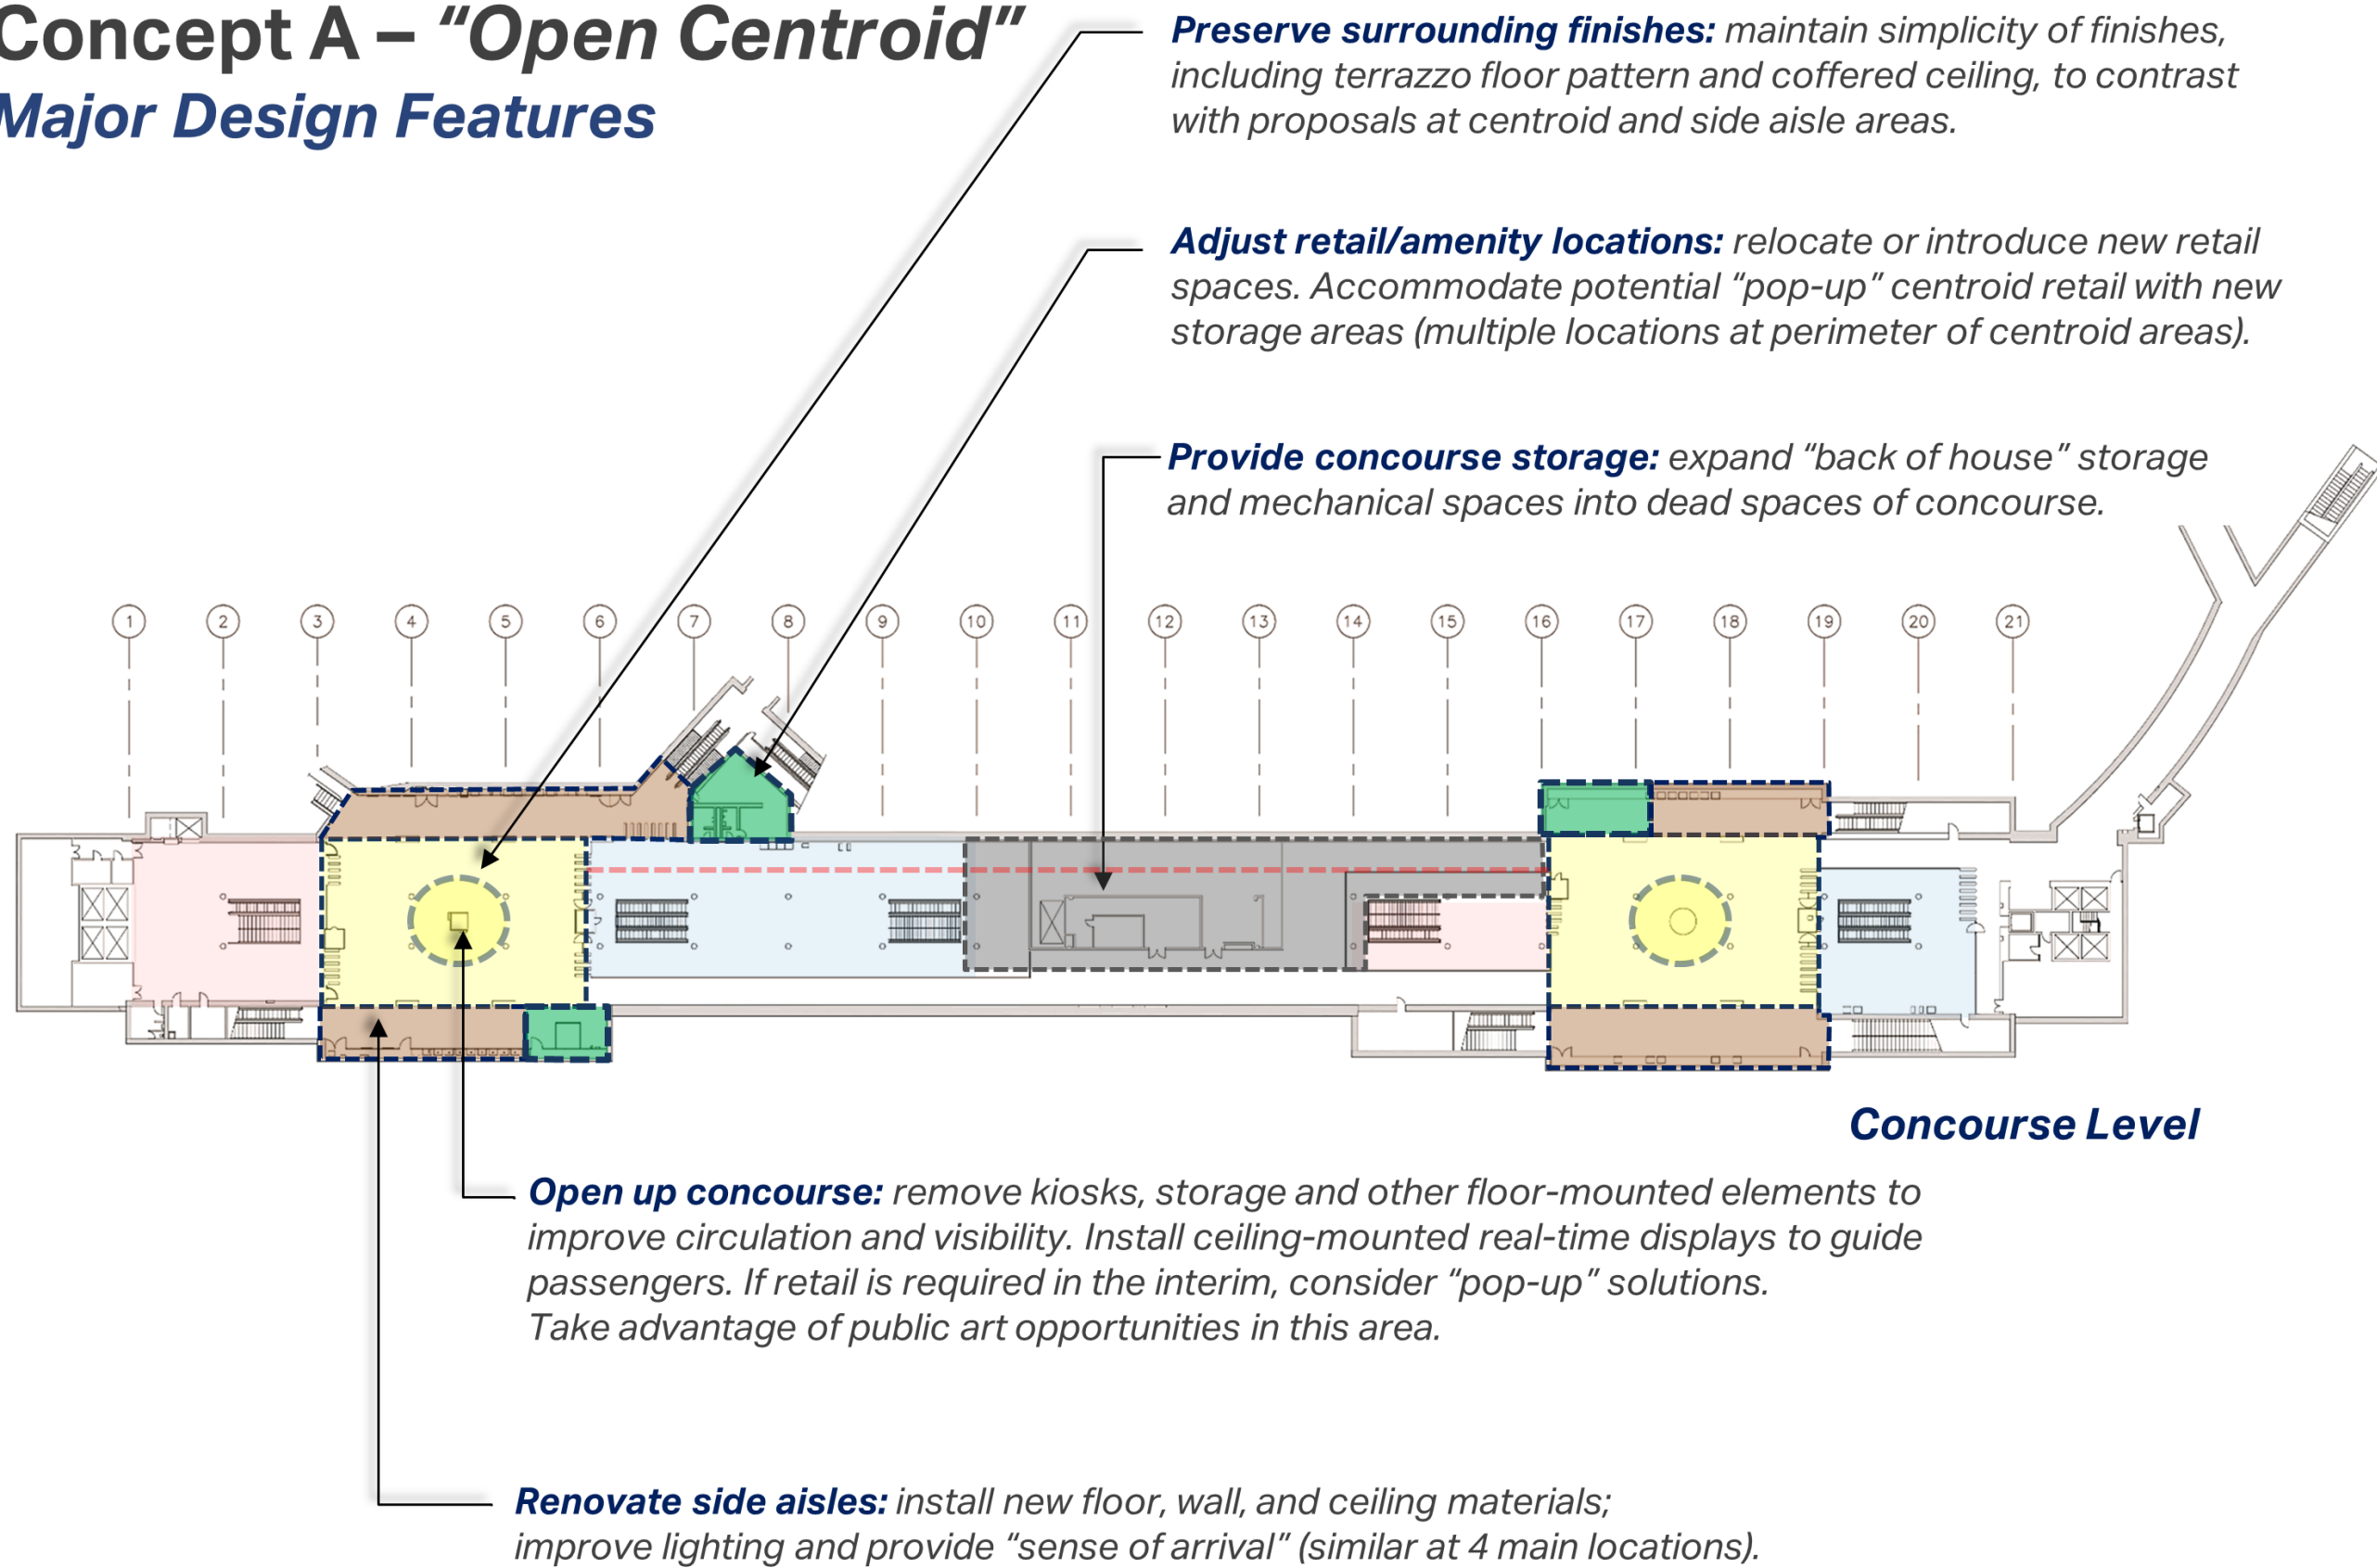 Concept A – “Open Centroid”
Major Design Features
Preserve surrounding finishes: maintain simplicity of finishes,
including terrazzo floor pattern and coffered ceiling, to contrast
with proposals at centroid and side aisle areas.
Adjust retail/amenity locations: relocate or introduce new retail
spaces. Accommodate potential “pop-up” centroid retail with new
storage areas (multiple locations at perimeter of centroid areas).
Provide concourse storage: expand “back of house” storage
and mechanical spaces into dead spaces of concourse.
1 2 3 4 5 6 7 8 9 10 11 12 13 14 15 16 17 18 19 20 21
Concourse Level
Open up concourse: remove kiosks, storage and other floor-mounted elements to
improve circulation and visibility. Install ceiling-mounted real-time displays to guide
passengers. If retail is required in the interim, consider “pop-up” solutions.
Take advantage of public art opportunities in this area.
Renovate side aisles: install new floor, wall, and ceiling materials;
improve lighting and provide “sense of arrival” (similar at 4 main locations).